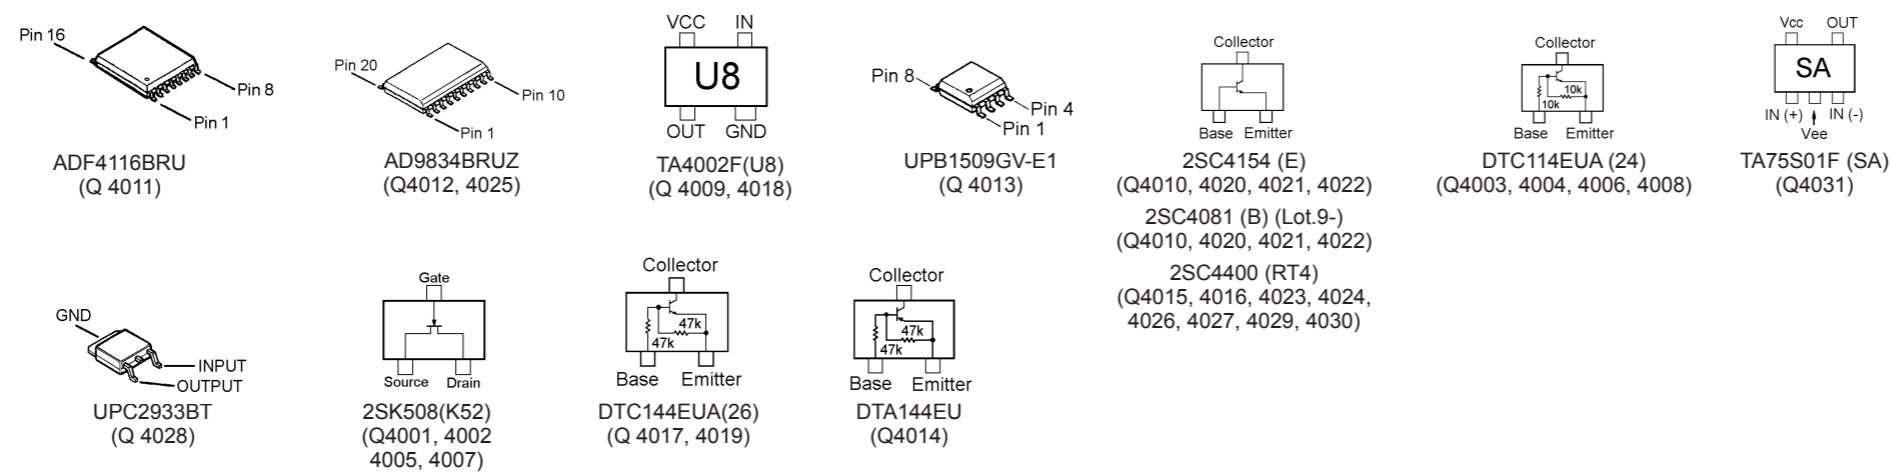 Pin 16
Pin 8
Pin 1
ADF4116BRU
(Q 4011)
Pin 20
Pin 10
Pin 1
AD9834BRUZ
(Q4012, 4025)
VCC IN
U8
OUT GND
TA4002F(U8)
(Q 4009, 4018)
Pin 8
Pin 4
Pin 1
UPB1509GV-E1
(Q 4013)
Collector
Base Emitter
2SC4154 (E)
(Q4010, 4020, 4021, 4022)
2SC4081 (B) (Lot.9-)
(Q4010, 4020, 4021, 4022)
2SC4400 (RT4)
(Q4015, 4016, 4023, 4024,
4026, 4027, 4029, 4030)
Collector
10k
10k
Base Emitter
DTC114EUA (24)
(Q4003, 4004, 4006, 4008)
Vcc OUT
SA
IN (+) IN (-)
Vee
TA75S01F (SA)
(Q4031)
GND
INPUT
OUTPUT
UPC2933BT
(Q 4028)
Gate
Source Drain
2SK508(K52)
(Q4001, 4002
4005, 4007)
Collector
47k
47k
Base Emitter
DTC144EUA(26)
(Q 4017, 4019)
Collector
47k
47k
Base Emitter
DTA144EU
(Q4014)